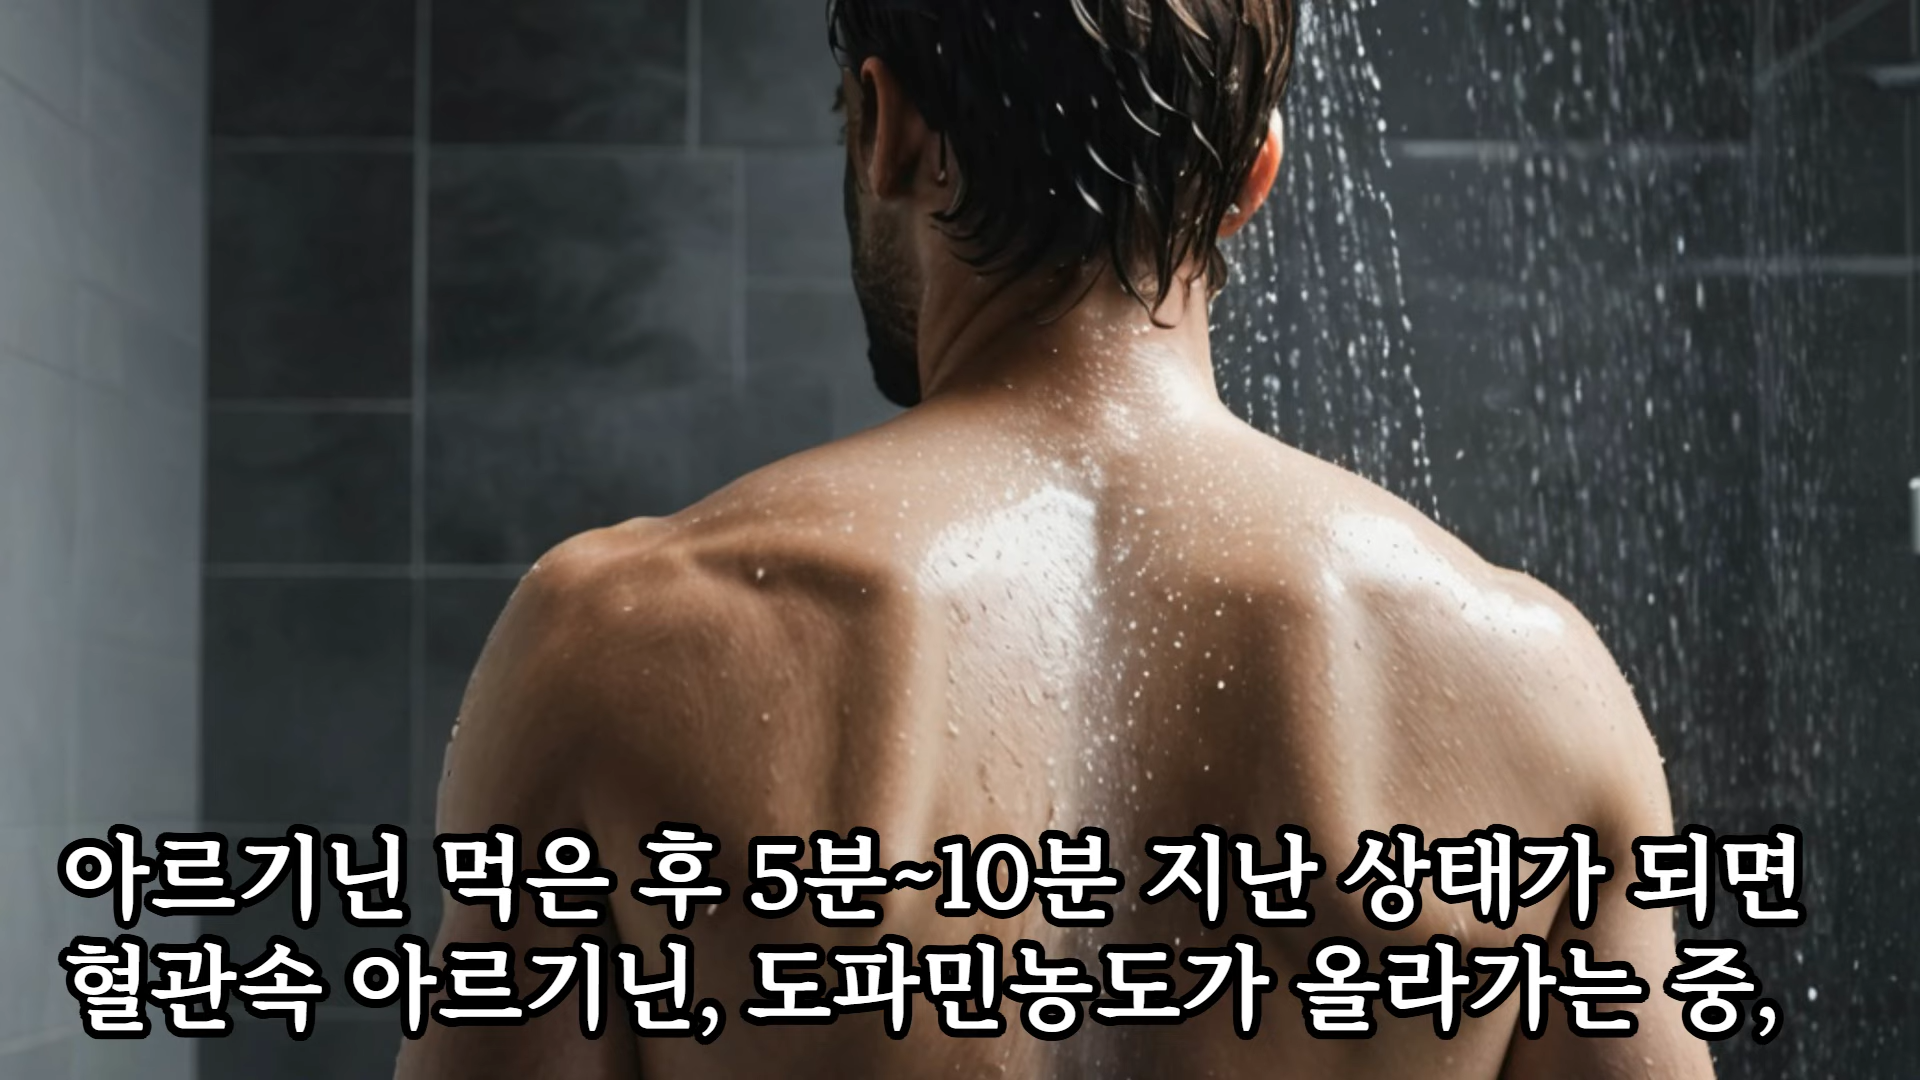 아르기닌 먹은 후 5분~10분 지난 상태가 되면
혈관속 아르기닌, 도파민농도가 올라가는 중,